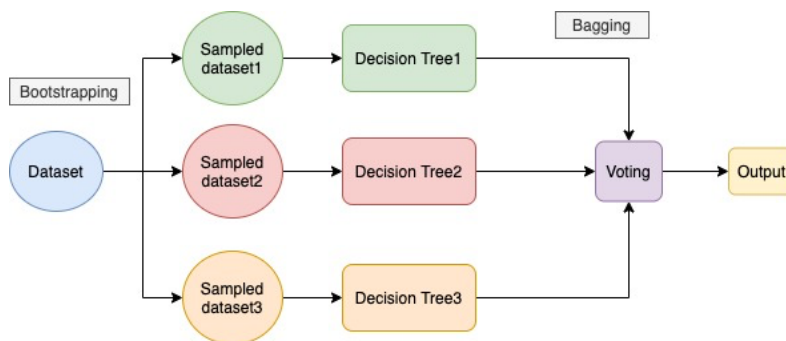 Bagging
Sampled
dataset1
Decision Tree1
Bootstrapping
Dataset
Sampled
dataset2
Decision Tree2
Voting
Output
Sampled
dataset3
Decision Tree3